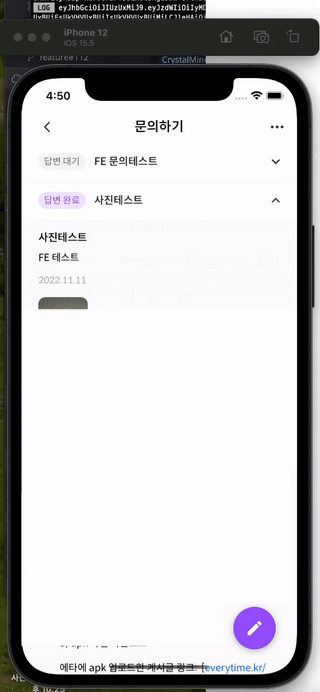 LOG
iPhone 12
iOS 15.5
feature#112
4:50
문의하기
답변 대기 FE 문의테스트
답변 완료 사진테스트
사진테스트
FE 테스트
2022.11.11
에타에 apk 업로드한 게시글 링크: everytime.kr/